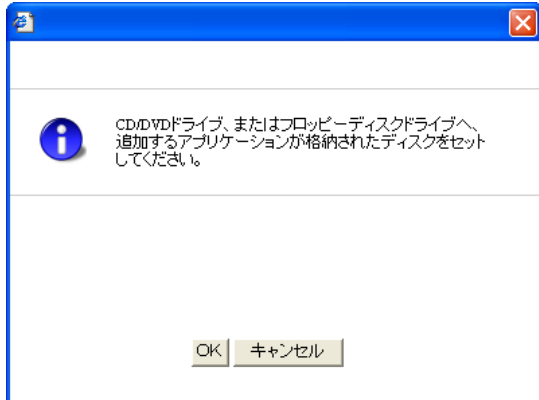 CD/DVDドライブ、またはフロッピーディスクドライブへ、
追加するアプリケーションが格納されたディスクをセット
してください。
OK キャンセル